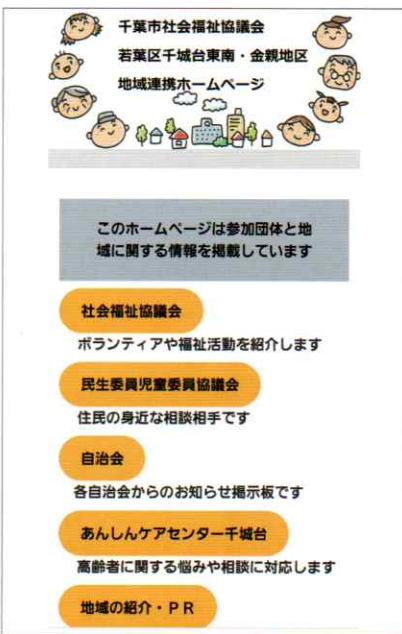 千葉市社会福祉協議会
若葉区千城台東南・金親地区
地域連携ホームページ
このホームページは参加団体と地
域に関する情報を掲載しています
社会福祉協議会
ボランティアや福祉活動を紹介します
民生委員児童委員協議会
住民の身近な相談相手です
自治会
各自治会からのお知らせ掲示板です
あんしんケアセンター千城台
高齢者に関する悩みや相談に対応します
地域の紹介・PR